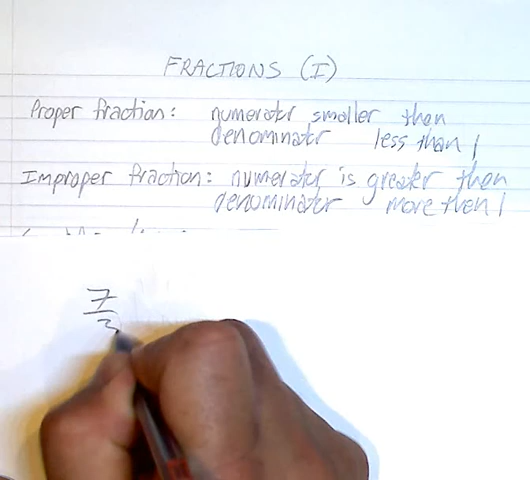 FRACTIONS (I)
Proper fraction: numerator smaller then
denominator less than 1
Improper fraction: numerator is greater then
denominator more then 1
7
3